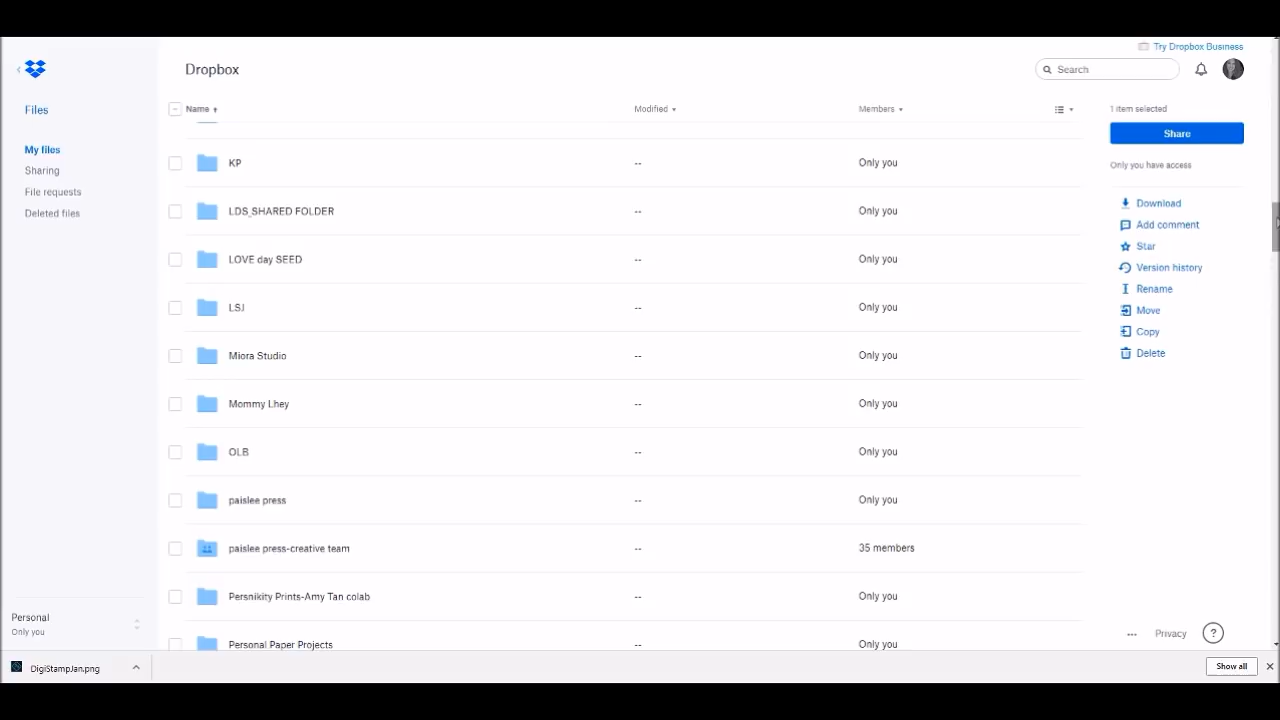 Try Dropbox Business
Dropbox
Search
Files
My files
Sharing
File requests
Deleted files
Personal
Only you
Name
Modified
Members
KP -- Only you
LDS_SHARED FOLDER -- Only you
LOVE day SEED -- Only you
LSJ -- Only you
Miora Studio -- Only you
Mommy Lhey -- Only you
OLB -- Only you
paislee press -- Only you
paislee press-creative team -- 35 members
Persnikity Prints-Amy Tan colab -- Only you
Personal Paper Projects -- Only you
1 item selected
Share
Only you have access
Download
Add comment
Star
Version history
Rename
Move
Copy
Delete
... Privacy ?
DigiStampJan.png
Show all